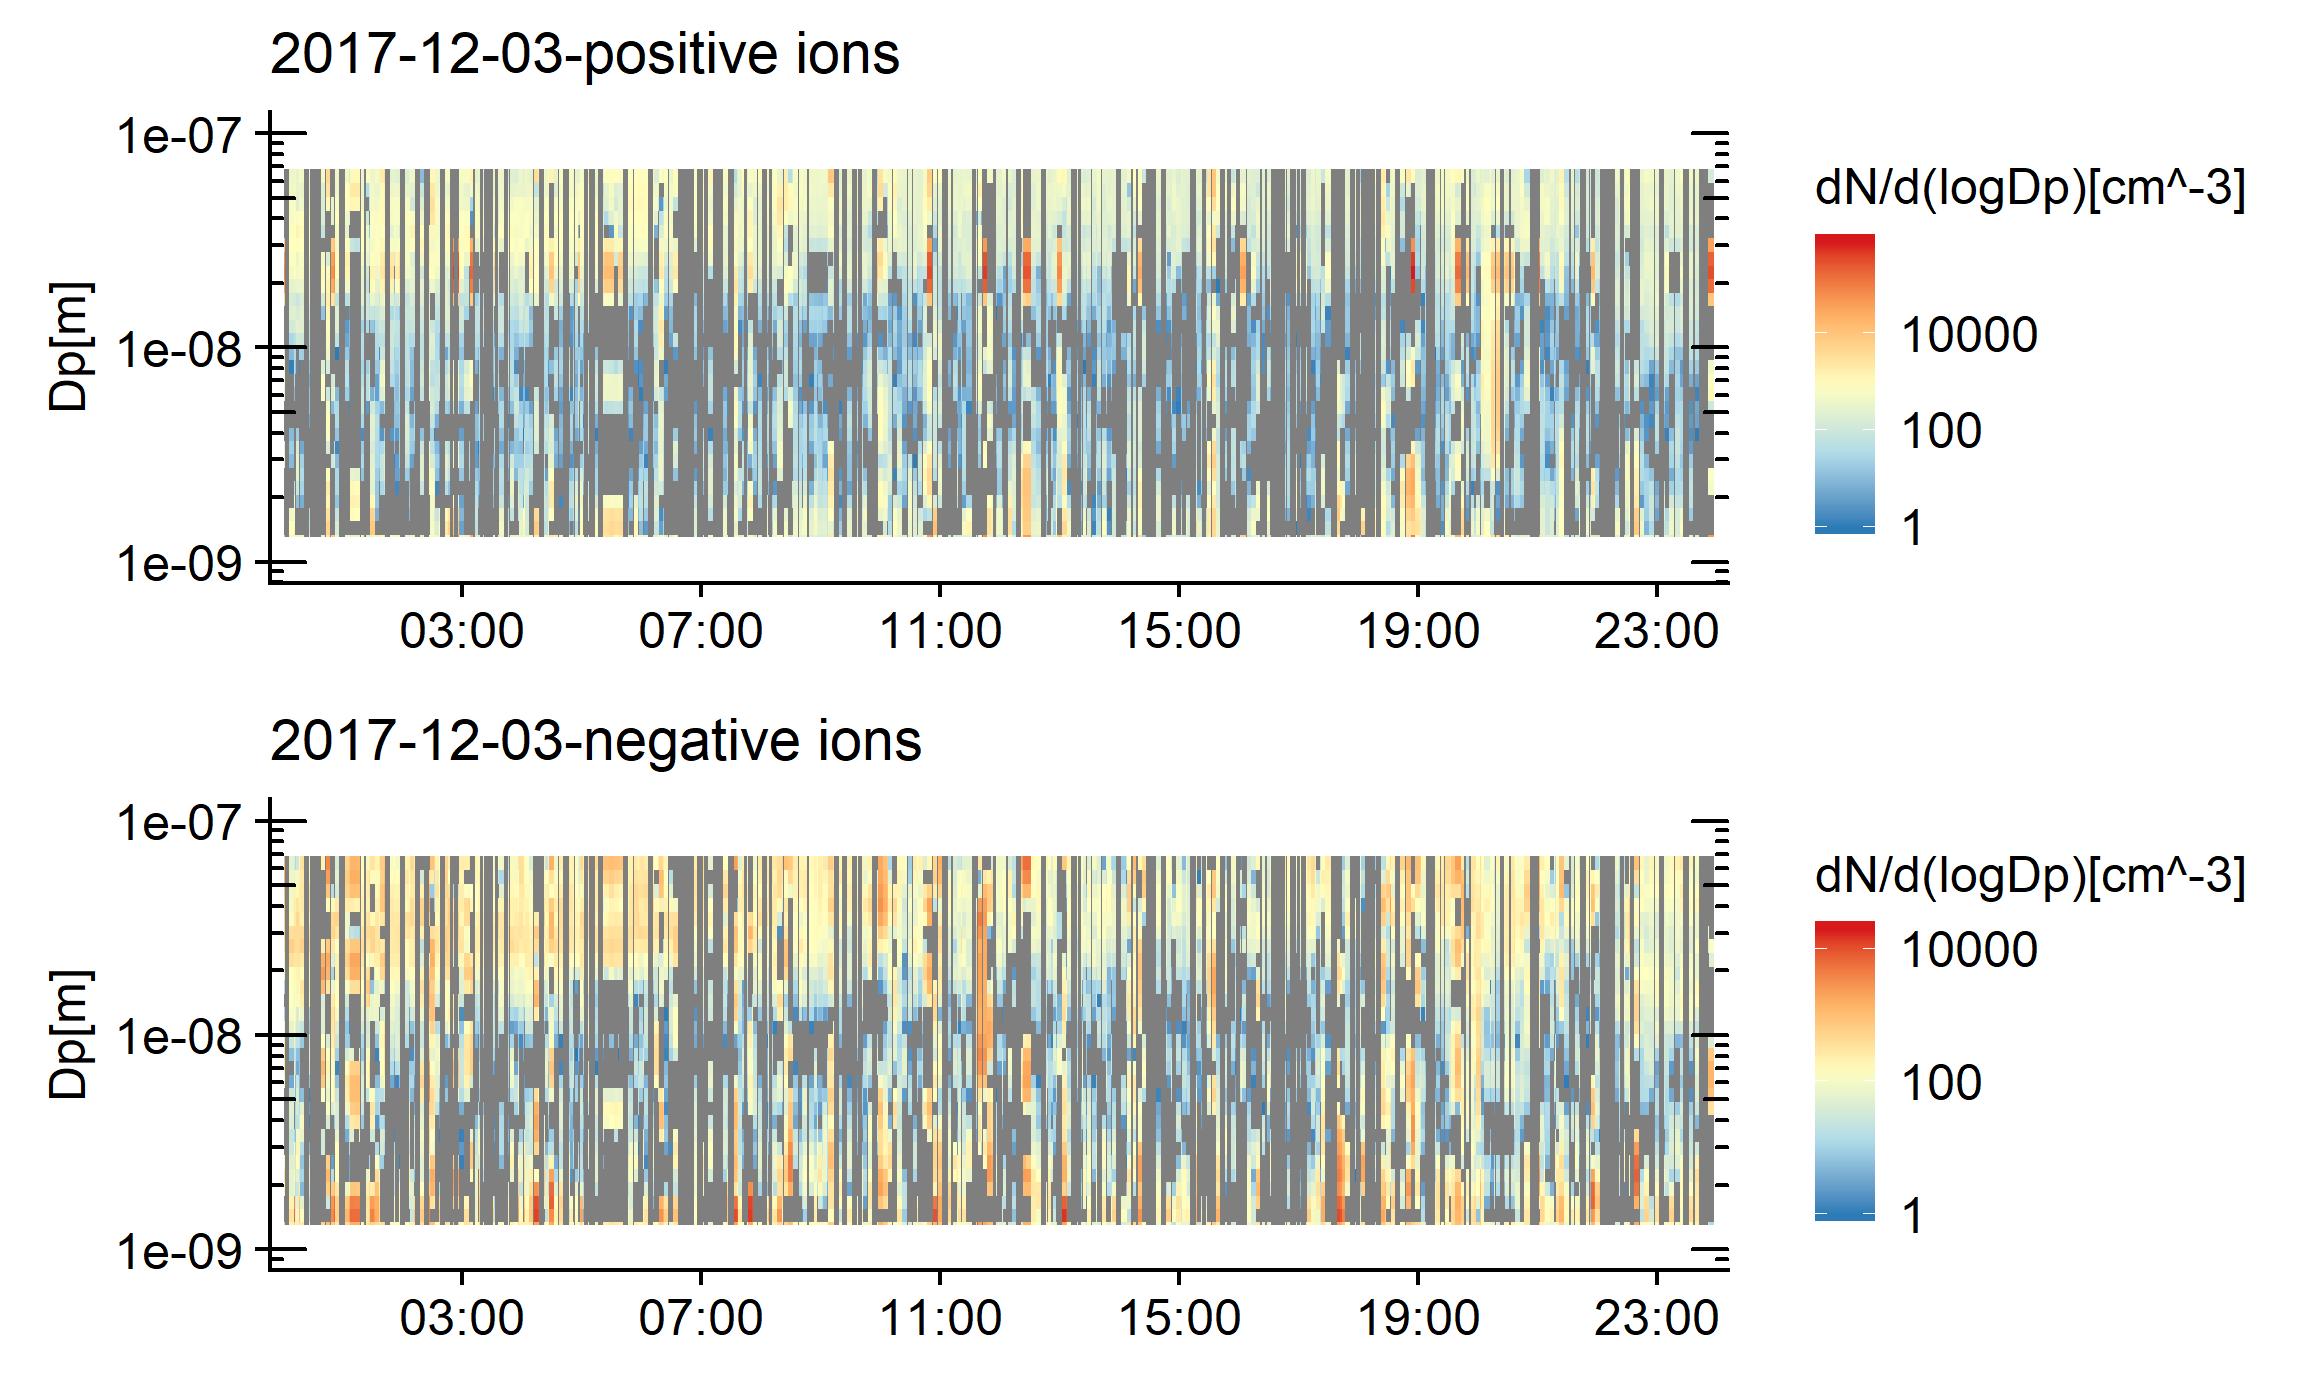 2017-12-03-positive ions
1e-07
1e-08
1e-09
Dp[m]
03:00 07:00 11:00 15:00 19:00 23:00
dN/d(logDp)[cm^-3]
10000
100
1
2017-12-03-negative ions
1e-07
1e-08
1e-09
Dp[m]
03:00 07:00 11:00 15:00 19:00 23:00
dN/d(logDp)[cm^-3]
10000
100
1